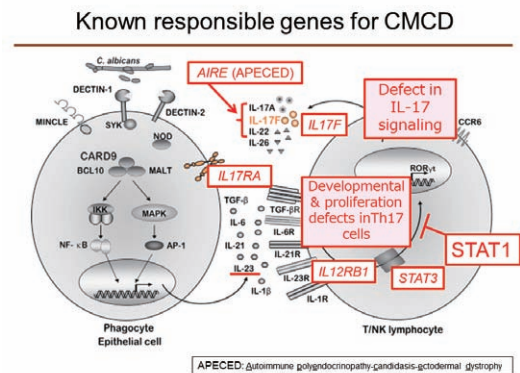 Known responsible genes for CMCD
C. albicans
DECTIN-1
DECTIN-2
MINCLE
SYK
NOD
CARD9
BCL10
MALT
IKK
MAPK
NF- κB
AP-1
Phagocyte
Epithelial cell
AIRE (APECED)
IL-17A
IL-17F
IL-22
IL-26
IL17F
IL17RA
TGF-β
IL-6
IL-21
IL-23
IL-1β
TGF-βR
IL-6R
IL-21R
IL-23R
IL-1R
Defect in
IL-17
signaling
CCR6
RORγt
Developmental
& proliferation
defects inTh17
cells
IL12RB1
STAT3
STAT1
T/NK lymphocyte
APECED: Autoimmune polyendocrinopathy-candidasis-ectodermal dystrophy